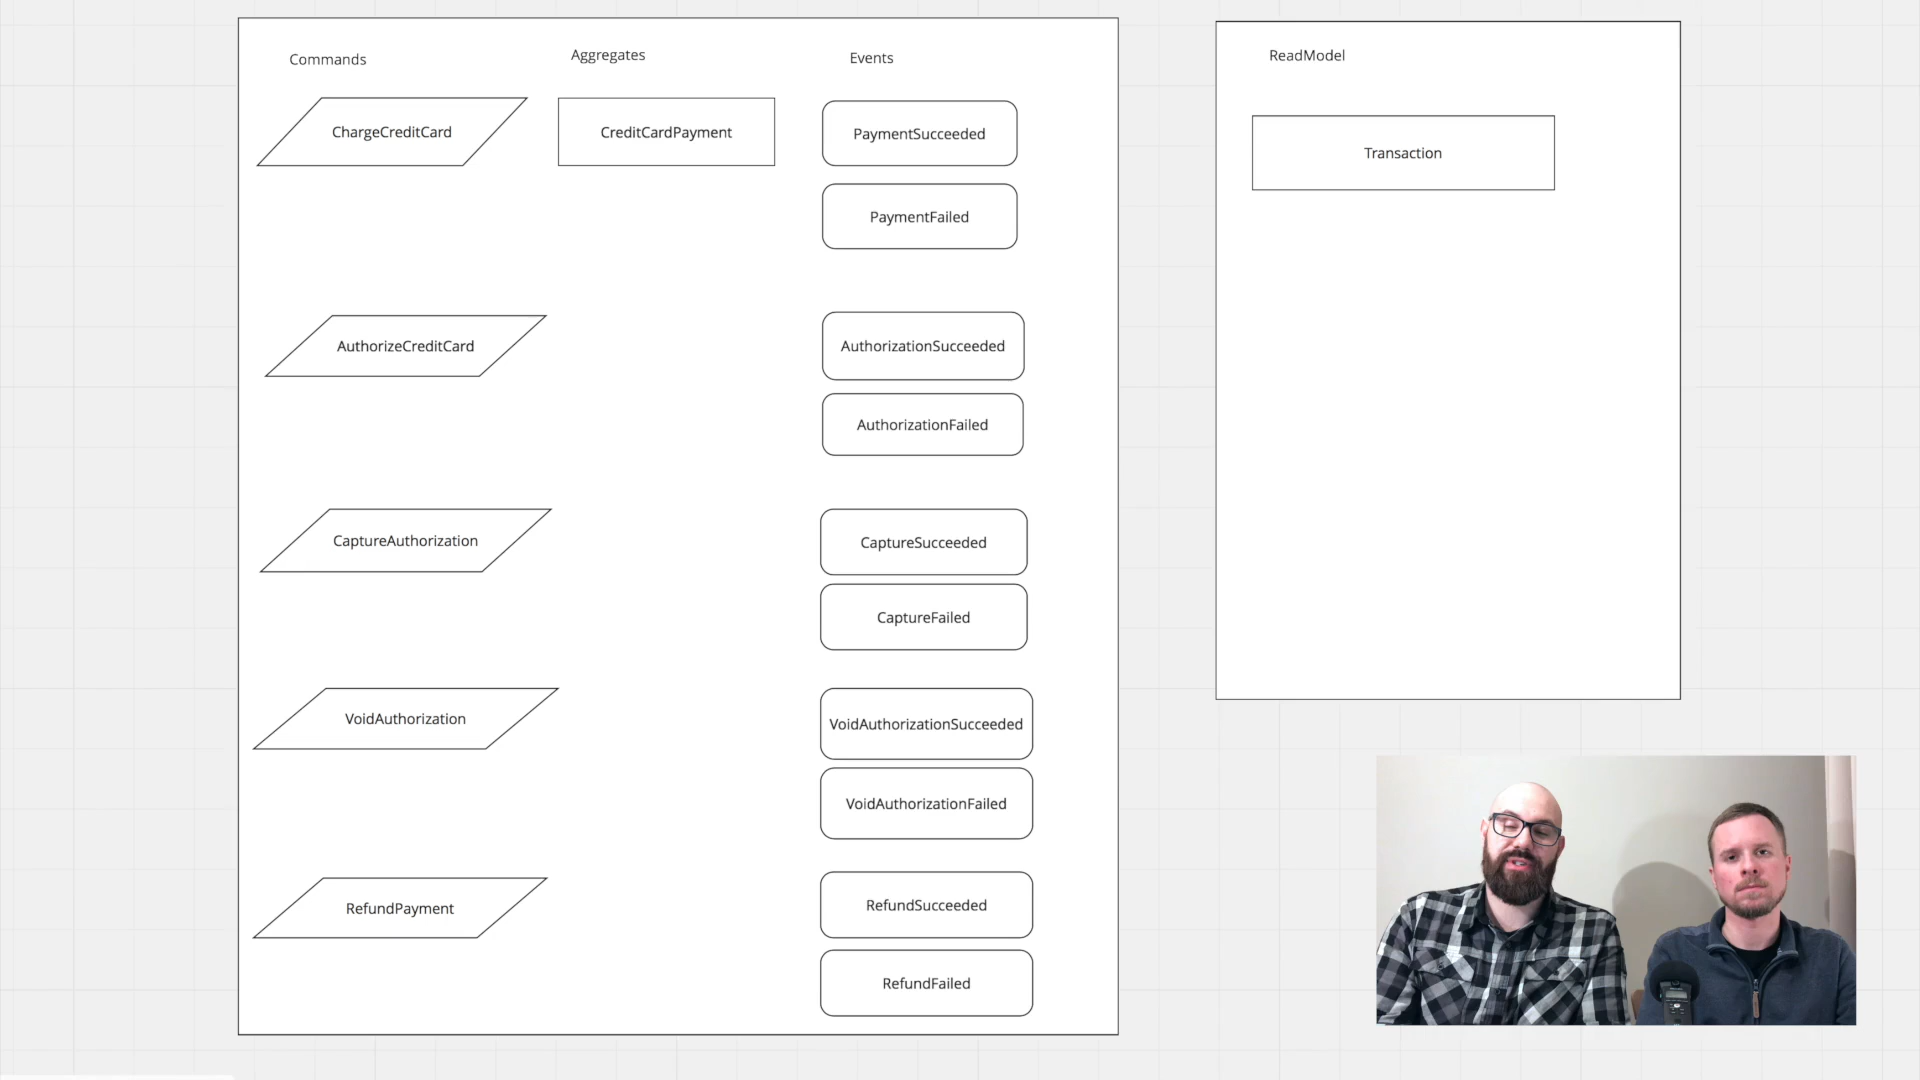 Commands
Aggregates
Events
ChargeCreditCard
CreditCardPayment
PaymentSucceeded
PaymentFailed
AuthorizeCreditCard
AuthorizationSucceeded
AuthorizationFailed
CaptureAuthorization
CaptureSucceeded
CaptureFailed
VoidAuthorization
VoidAuthorizationSucceeded
VoidAuthorizationFailed
RefundPayment
RefundSucceeded
RefundFailed
ReadModel
Transaction